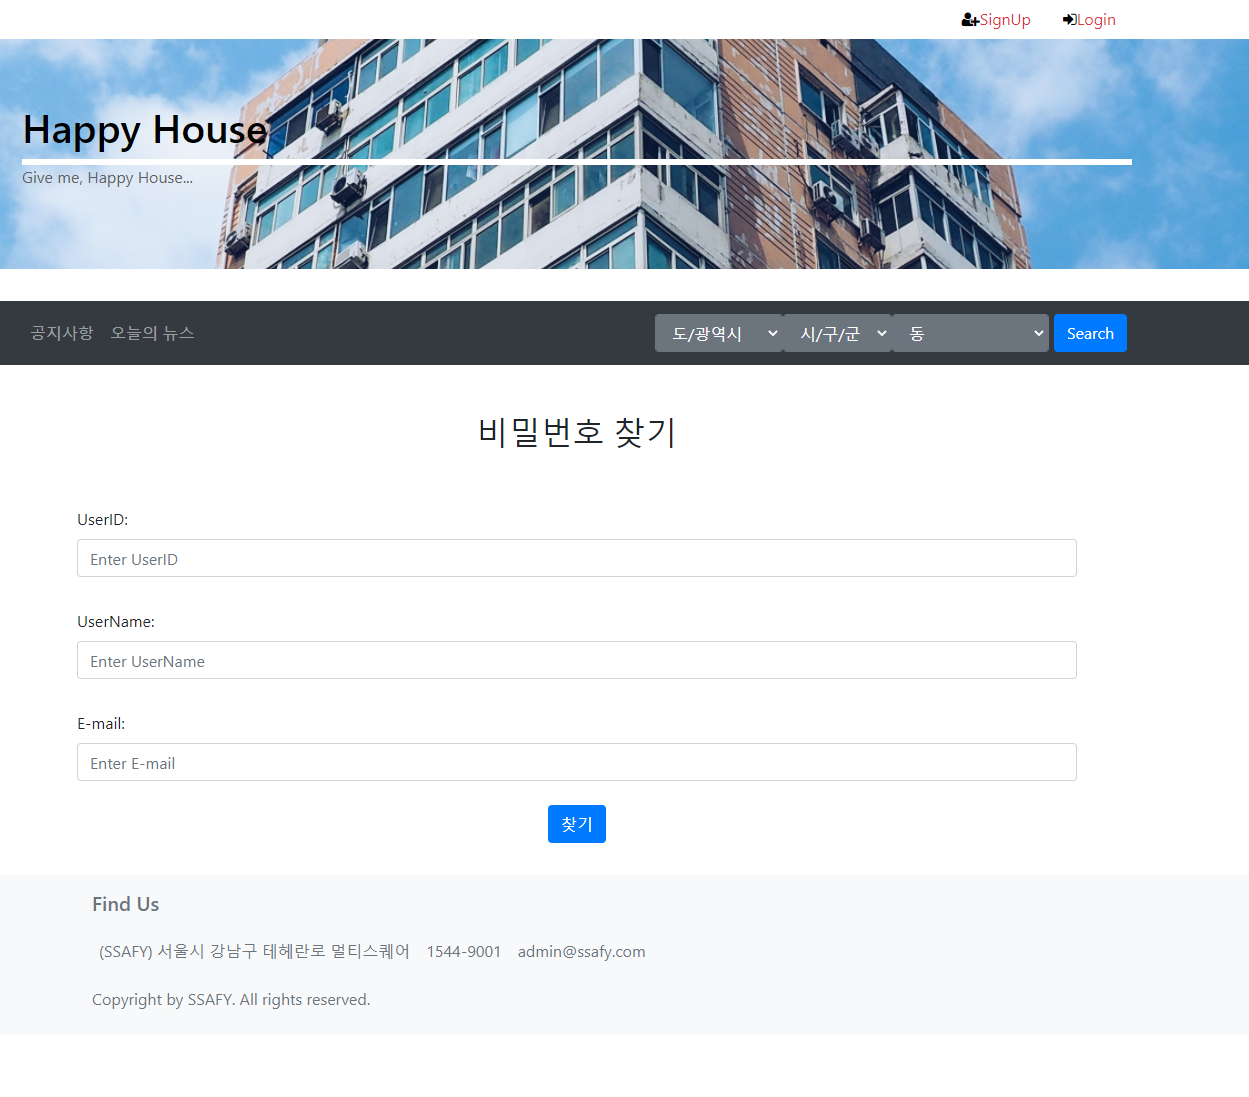 SignUp Login
Happy House
Give me, Happy House...
공지사항 오늘의 뉴스 도/광역시 시/구/군 동 Search
비밀번호 찾기
UserID:
Enter UserID
UserName:
Enter UserName
E-mail:
Enter E-mail
찾기
Find Us
(SSAFY) 서울시 강남구 테헤란로 멀티스퀘어 1544-9001 admin@ssafy.com
Copyright by SSAFY. All rights reserved.